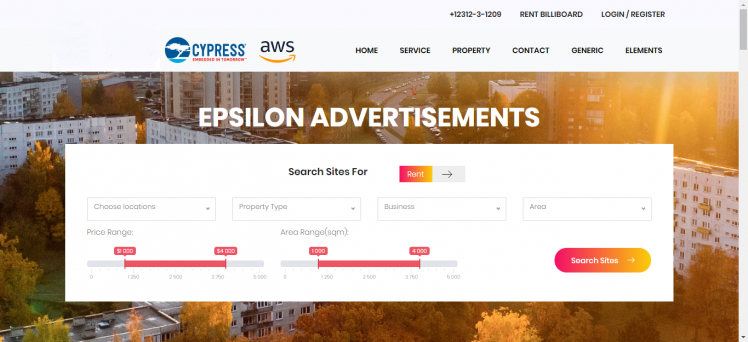 +12312-3-1209 RENT BILLIBOARD LOGIN / REGISTER
CYPRESS
EMBEDDED IN TOMORROW
aws
HOME SERVICE PROPERTY CONTACT GENERIC ELEMENTS
EPSILON ADVERTISEMENTS
Search Sites For Rent
Choose locations Property Type Business Area
Price Range: Area Range(sqm):
$1 000 $4 000 1 000 4 000
0 1 250 2 500 3 750 5 000 0 1 250 2 500 3 750 5 000
Search Sites